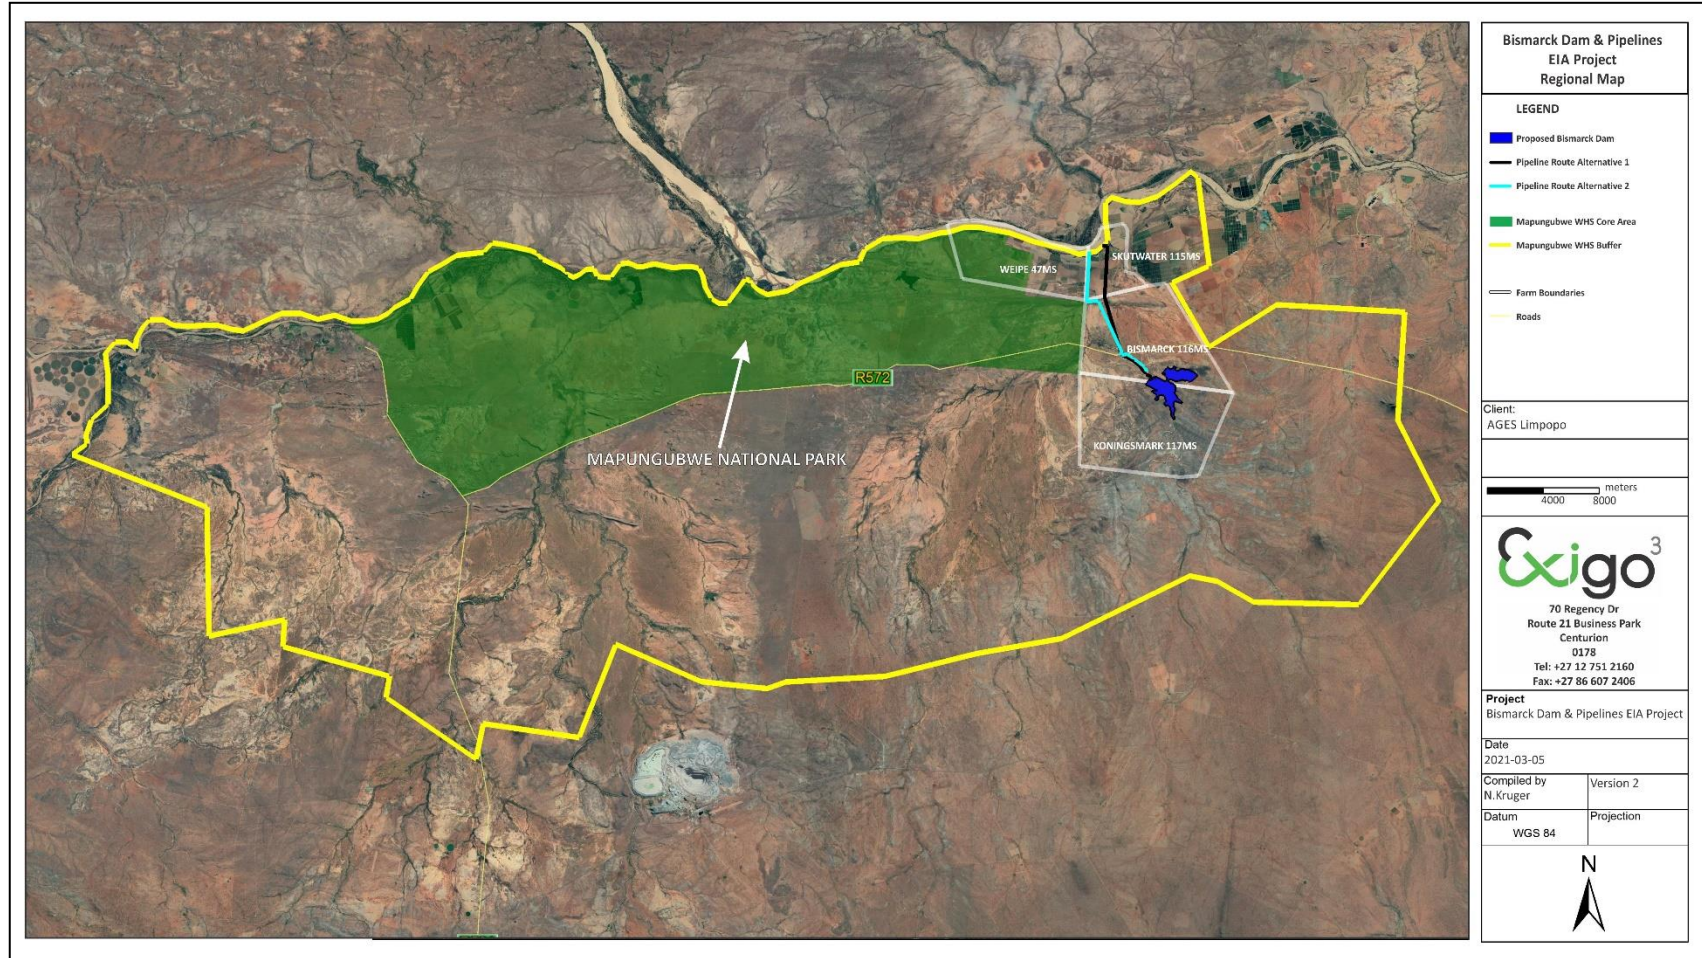 WEIPE 47MS
SKUTWATER 115MS
BISMARCK 116MS
R572
KONINGSMARK 117MS
MAPUNGUBWE NATIONAL PARK
Bismarck Dam & Pipelines
EIA Project
Regional Map
LEGEND
Proposed Bismarck Dam
Pipeline Route Alternative 1
Pipeline Route Alternative 2
Mapungubwe WHS Core Area
Mapungubwe WHS Buffer
Farm Boundaries
Roads
Client:
AGES Limpopo
meters
4000 8000
Exigo3
70 Regency Dr
Route 21 Business Park
Centurion
0178
Tel: +27 12 751 2160
Fax: +27 86 607 2406
Project
Bismarck Dam & Pipelines EIA Project
Date
2021-03-05
Compiled by
N.Kruger
Version 2
Datum
WGS 84
Projection
N